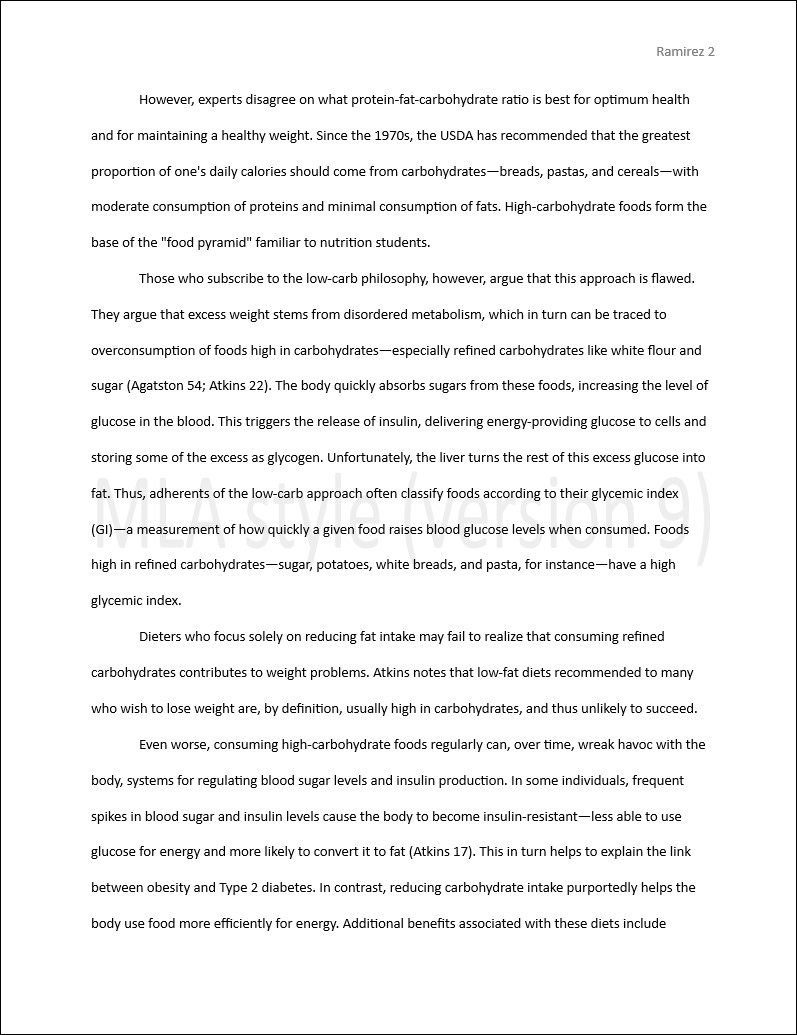 Ramirez 2
However, experts disagree on what protein-fat-carbohydrate ratio is best for optimum health
and for maintaining a healthy weight. Since the 1970s, the USDA has recommended that the greatest
proportion of one's daily calories should come from carbohydrates—breads, pastas, and cereals—with
moderate consumption of proteins and minimal consumption of fats. High-carbohydrate foods form the
base of the "food pyramid" familiar to nutrition students.
Those who subscribe to the low-carb philosophy, however, argue that this approach is flawed.
They argue that excess weight stems from disordered metabolism, which in turn can be traced to
overconsumption of foods high in carbohydrates—especially refined carbohydrates like white flour and
sugar (Agatston 54; Atkins 22). The body quickly absorbs sugars from these foods, increasing the level of
glucose in the blood. This triggers the release of insulin, delivering energy-providing glucose to cells and
storing some of the excess as glycogen. Unfortunately, the liver turns the rest of this excess glucose into
fat. Thus, adherents of the low-carb approach often classify foods according to their glycemic index
MLA style (version 9)
(GI)—a measurement of how quickly a given food raises blood glucose levels when consumed. Foods
high in refined carbohydrates—sugar, potatoes, white breads, and pasta, for instance—have a high
glycemic index.
Dieters who focus solely on reducing fat intake may fail to realize that consuming refined
carbohydrates contributes to weight problems. Atkins notes that low-fat diets recommended to many
who wish to lose weight are, by definition, usually high in carbohydrates, and thus unlikely to succeed.
Even worse, consuming high-carbohydrate foods regularly can, over time, wreak havoc with the
body, systems for regulating blood sugar levels and insulin production. In some individuals, frequent
spikes in blood sugar and insulin levels cause the body to become insulin-resistant—less able to use
glucose for energy and more likely to convert it to fat (Atkins 17). This in turn helps to explain the link
between obesity and Type 2 diabetes. In contrast, reducing carbohydrate intake purportedly helps the
body use food more efficiently for energy. Additional benefits associated with these diets include